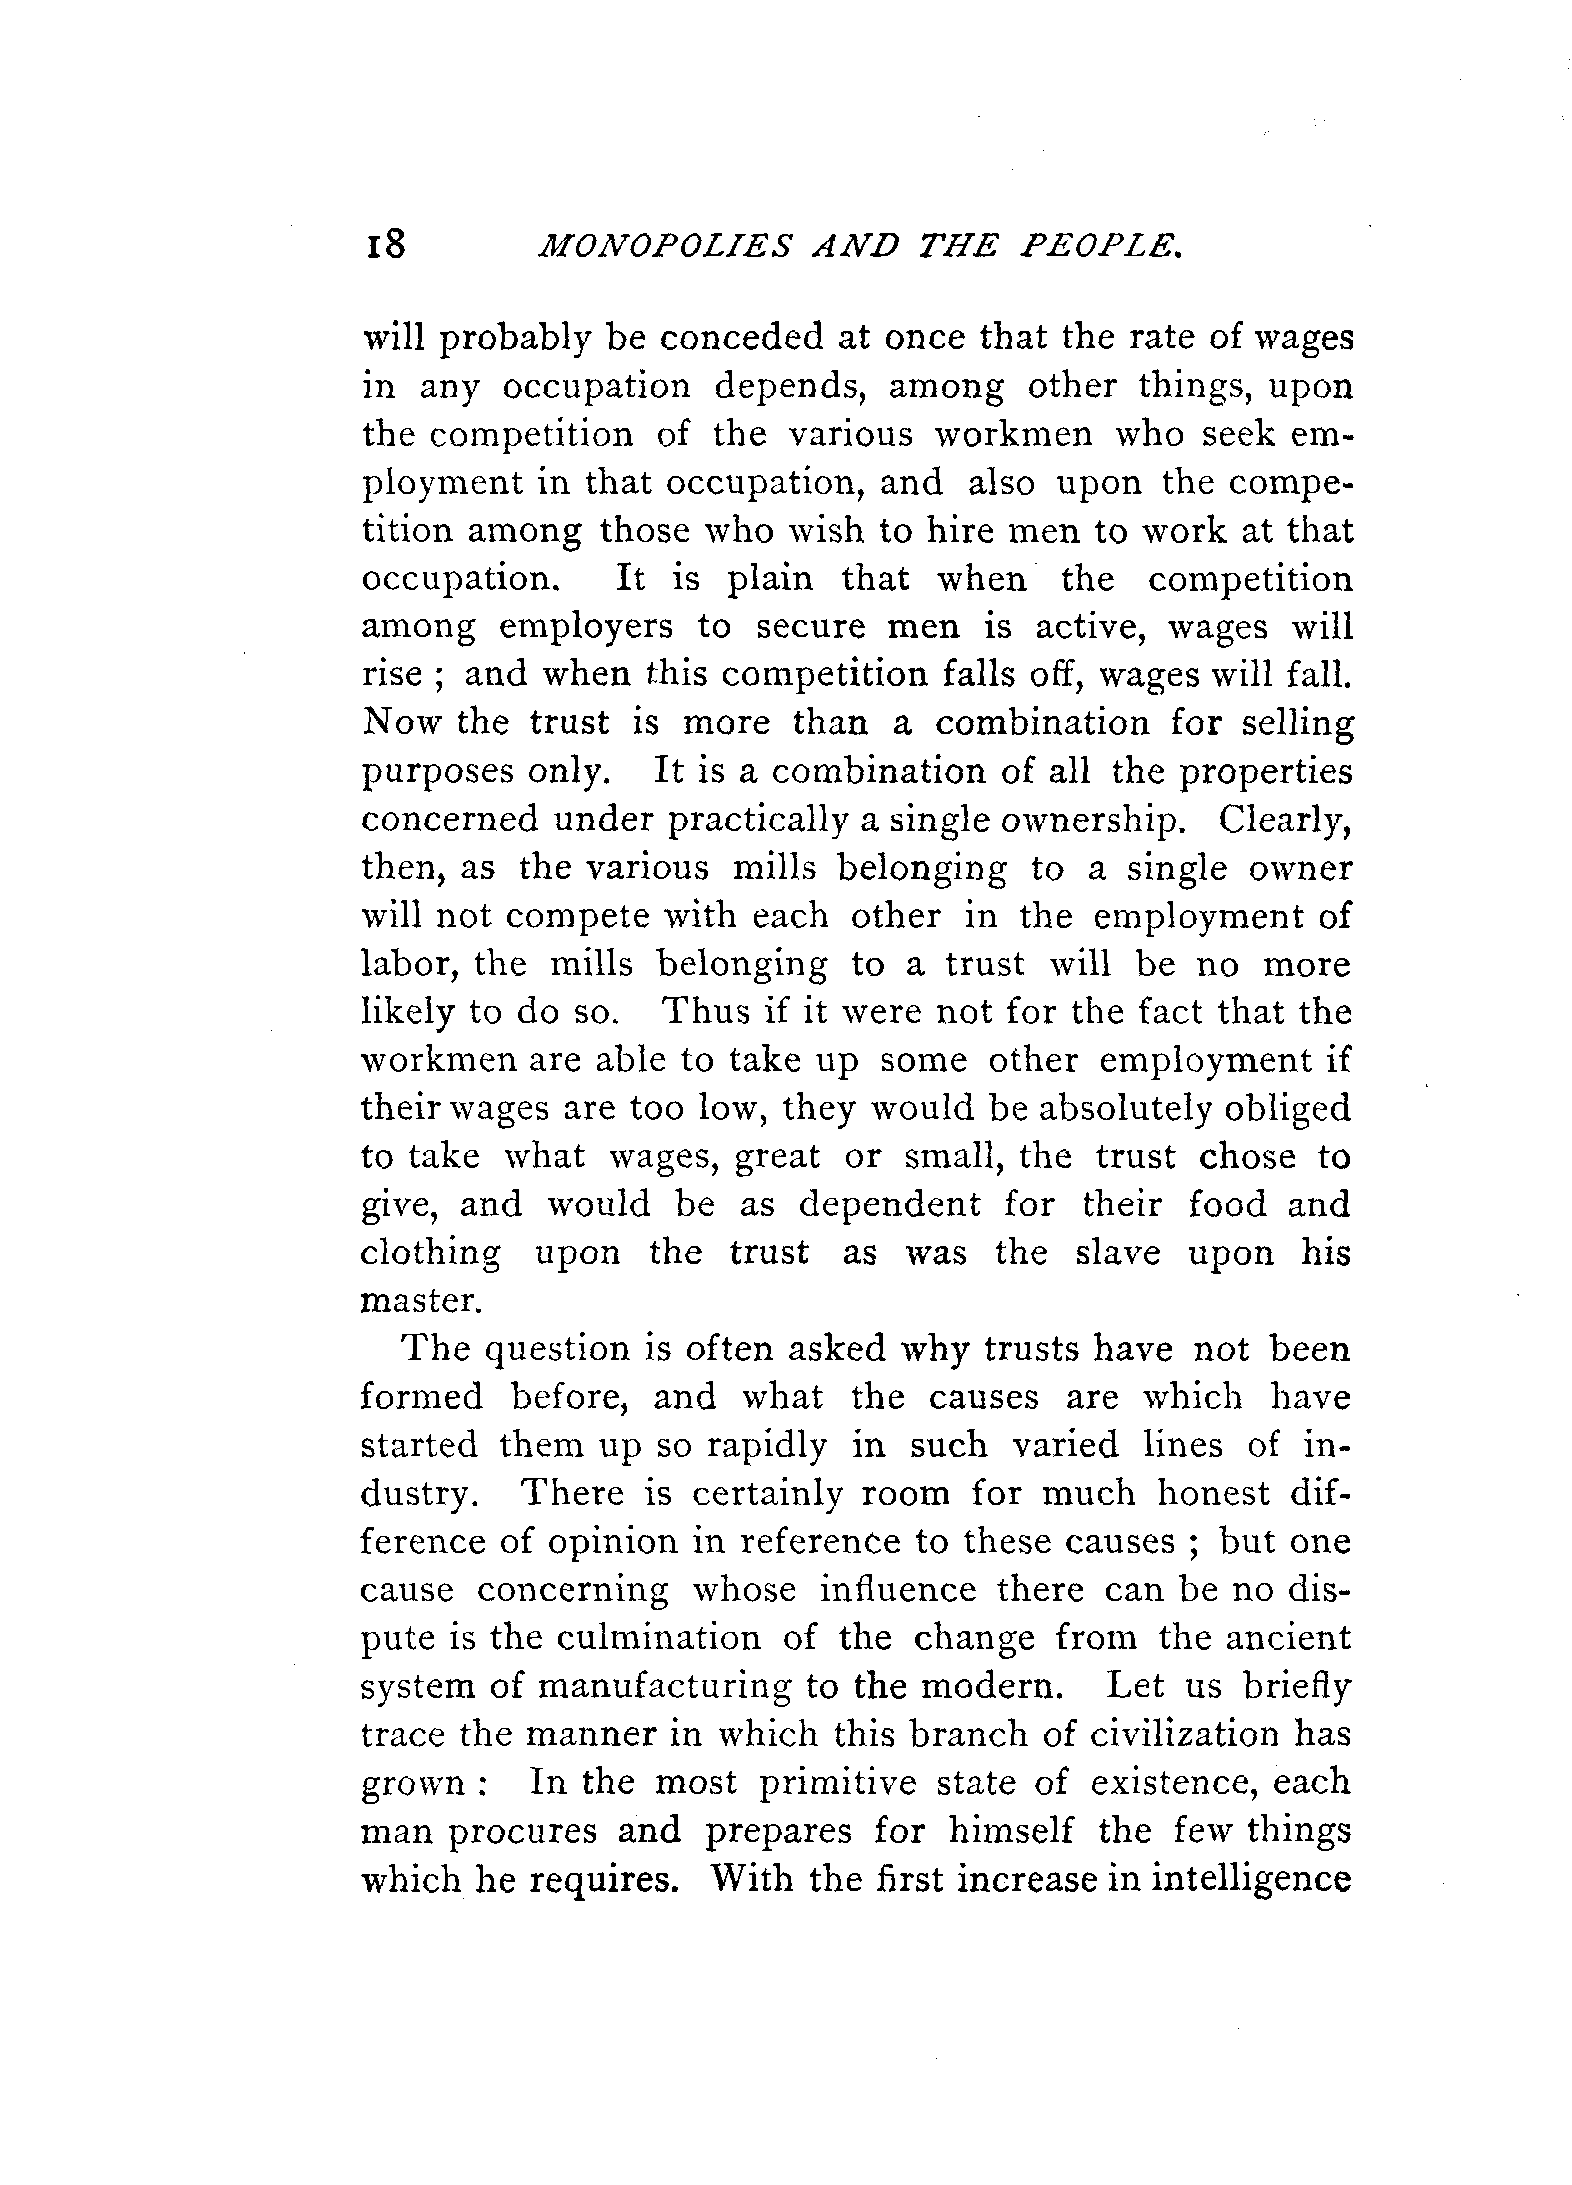 18 MONOPOLIES AND THE PEOPLE.
will probably be conceded at once that the rate of wages
in any occupation depends, among other things, upon
the competition of the various workmen who seek em-
ployment in that occupation, and also upon the compe-
tition among those who wish to hire men to work at that
occupation. It is plain that when the competition
among employers to secure men is active, wages will
rise ; and when this competition falls off, wages will fall.
Now the trust is more than a combination for selling
purposes only. It is a combination of all the properties
concerned under practically a single ownership. Clearly,
then, as the various mills belonging to a single owner
will not compete with each other in the employment of
labor, the mills belonging to a trust will be no more
likely to do so. Thus if it were not for the fact that the
workmen are able to take up some other employment if
their wages are too low, they would be absolutely obliged
to take what wages, great or small, the trust chose to
give, and would be as dependent for their food and
clothing upon the trust as was the slave upon his
master.
The question is often asked why trusts have not been
formed before, and what the causes are which have
started them up so rapidly in such varied lines of in-
dustry. There is certainly room for much honest dif-
ference of opinion in reference to these causes ; but one
cause concerning whose influence there can be no dis-
pute is the culmination of the change from the ancient
system of manufacturing to the modern. Let us briefly
trace the manner in which this branch of civilization has
grown : In the most primitive state of existence, each
man procures and prepares for himself the few things
which he requires. With the first increase in intelligence